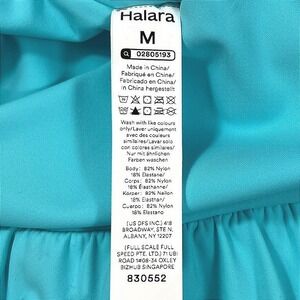 Halara
M
02805193
Made in China/
Fabriqué en Chine/
Fabricado en China/
in China hergestellt
Wash with like colours
only/Laver uniquement
avec des couleurs
similaires/Lavar solo
con colores similares/
Nur mit ähnlichen
Farben waschen
Body: 82% Nylon
18% Elastane/
Corps: 82% Nylon
18% Élasthanne/
Körper: 82% Nailon
18% Elasthan/
Cuerpo: 82% Nailon
18% Elastano
(US DFS INC.) 418
BROADWAY, STE N,
ALBANY, NY 12207
(FULL SCALE FULL
SPEED PTE. LTD.) 71 UBI
ROAD 1#08-34 OXLEY
BIZHUB SINGAPORE
830552